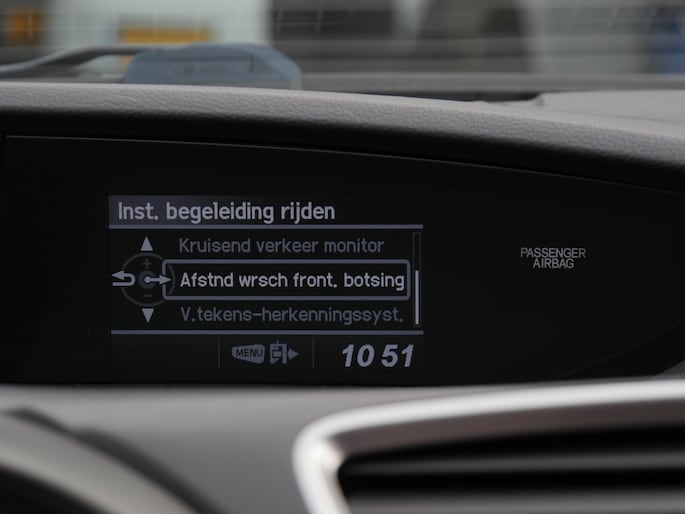 Inst. begeleiding rijden
Kruisend verkeer monitor
Afstnd wrsch front. botsing
V.tekens-herkenningssyst.
MENU
10 51
PASSENGER
AIRBAG